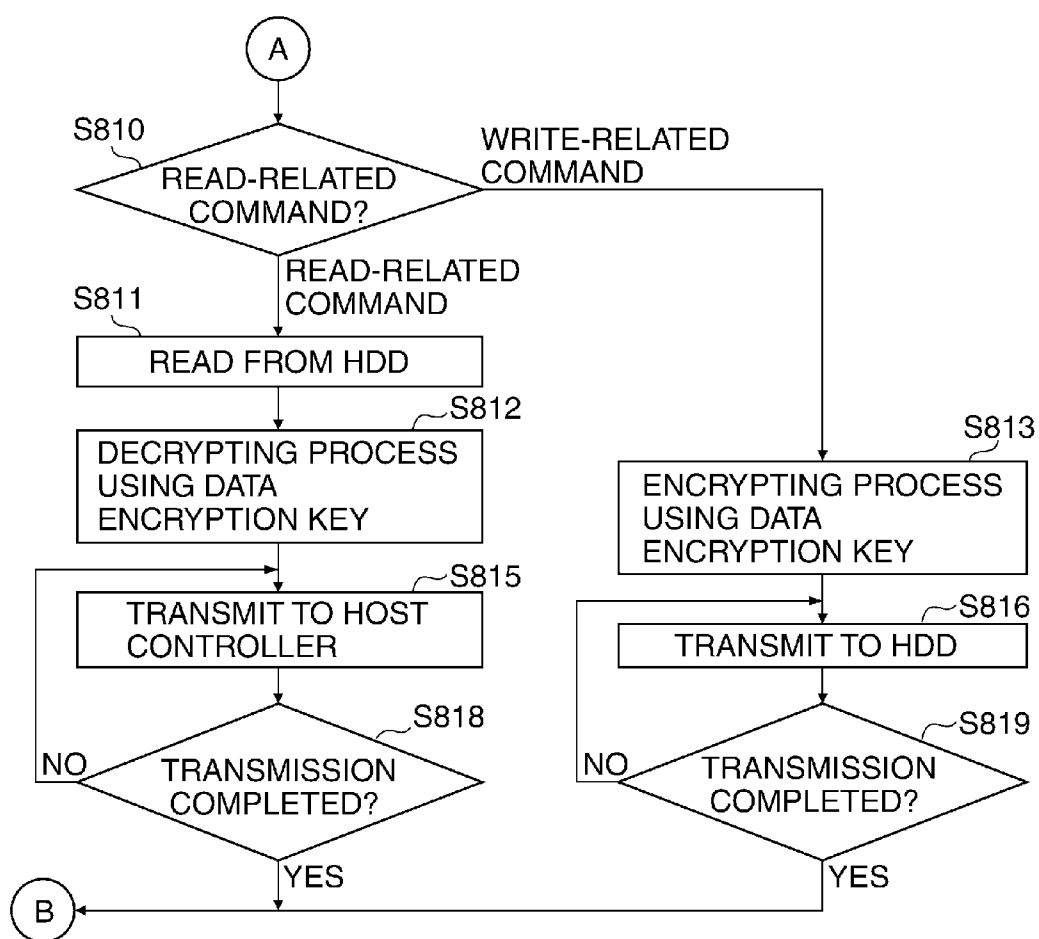 A
S810
READ-RELATED
COMMAND?
WRITE-RELATED
COMMAND
READ-RELATED
COMMAND
S811
READ FROM HDD
S812
DECRYPTING PROCESS
USING DATA
ENCRYPTION KEY
S813
ENCRYPTING PROCESS
USING DATA
ENCRYPTION KEY
S815
TRANSMIT TO HOST
CONTROLLER
S816
TRANSMIT TO HDD
S818
NO
TRANSMISSION
COMPLETED?
YES
S819
NO
TRANSMISSION
COMPLETED?
YES
B